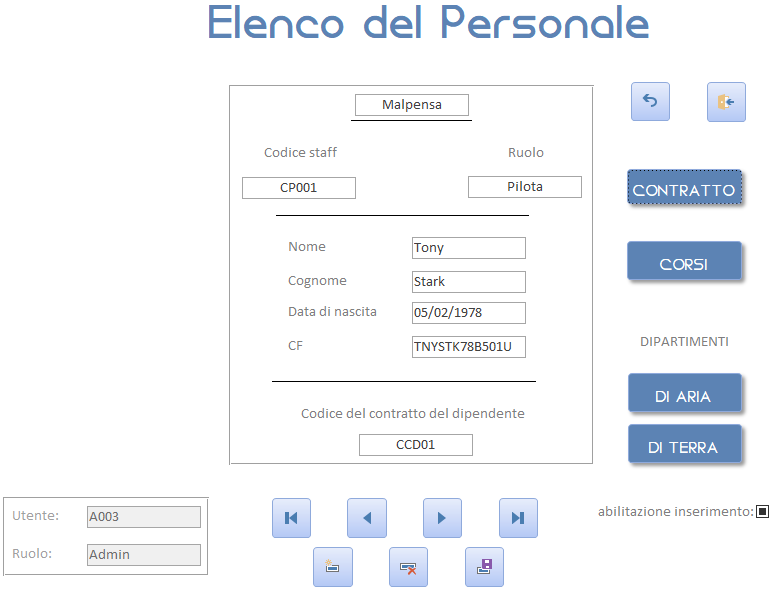 Elenco del Personale
Malpensa
Codice staff Ruolo
CP001 Pilota
CONTRATTO
Nome Tony
CORSI
Cognome Stark
Data di nascita 05/02/1978
CF TNYSTK78B501U
DIPARTIMENTI
DI ARIA
Codice del contratto del dipendente
CCD01
DI TERRA
Utente: A003
abilitazione inserimento:
Ruolo: Admin